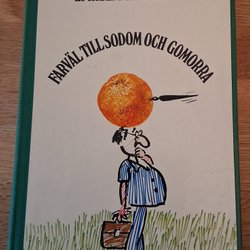 FARVÄL TILL SODOM OCH GOMORRA